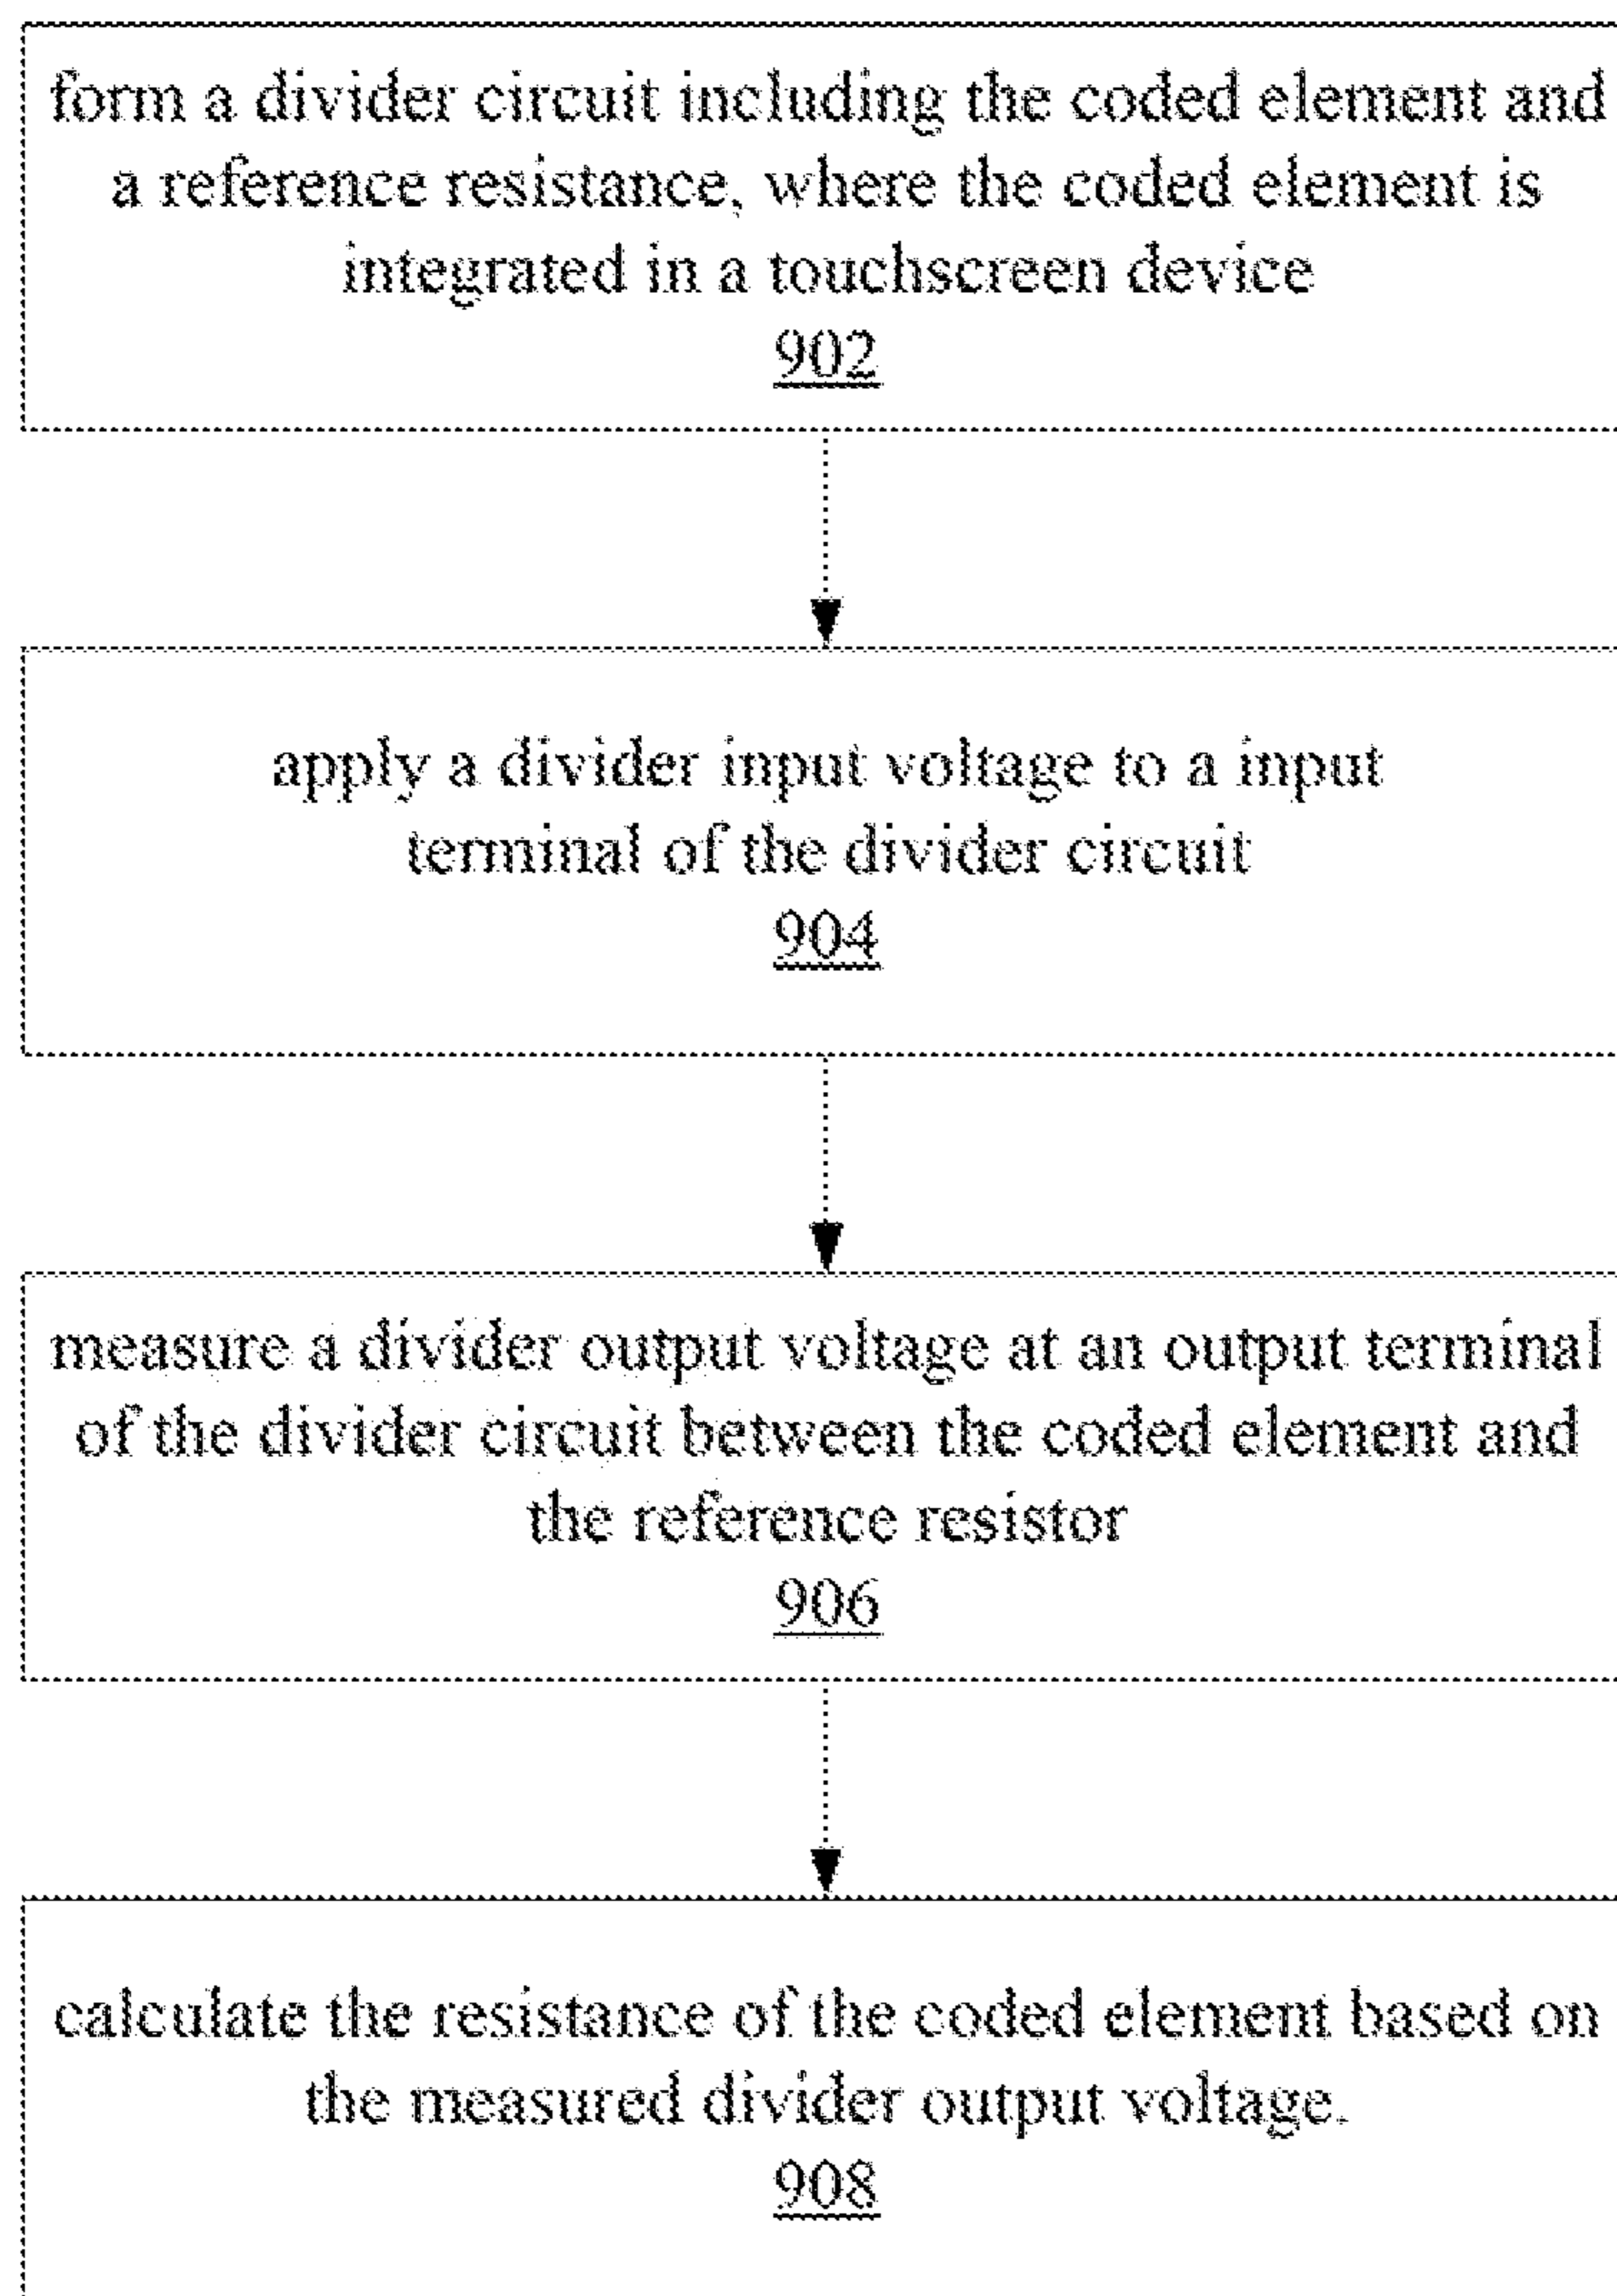 form a divider circuit including the coded element and
a reference resistance, where the coded element is
integrated in a touchscreen device
902
apply a divider input voltage to a input
terminal of the divider circuit
904
measure a divider output voltage at an output terminal
of the divider circuit between the coded element and
the reference resistor
906
calculate the resistance of the coded element based on
the measured divider output voltage.
908